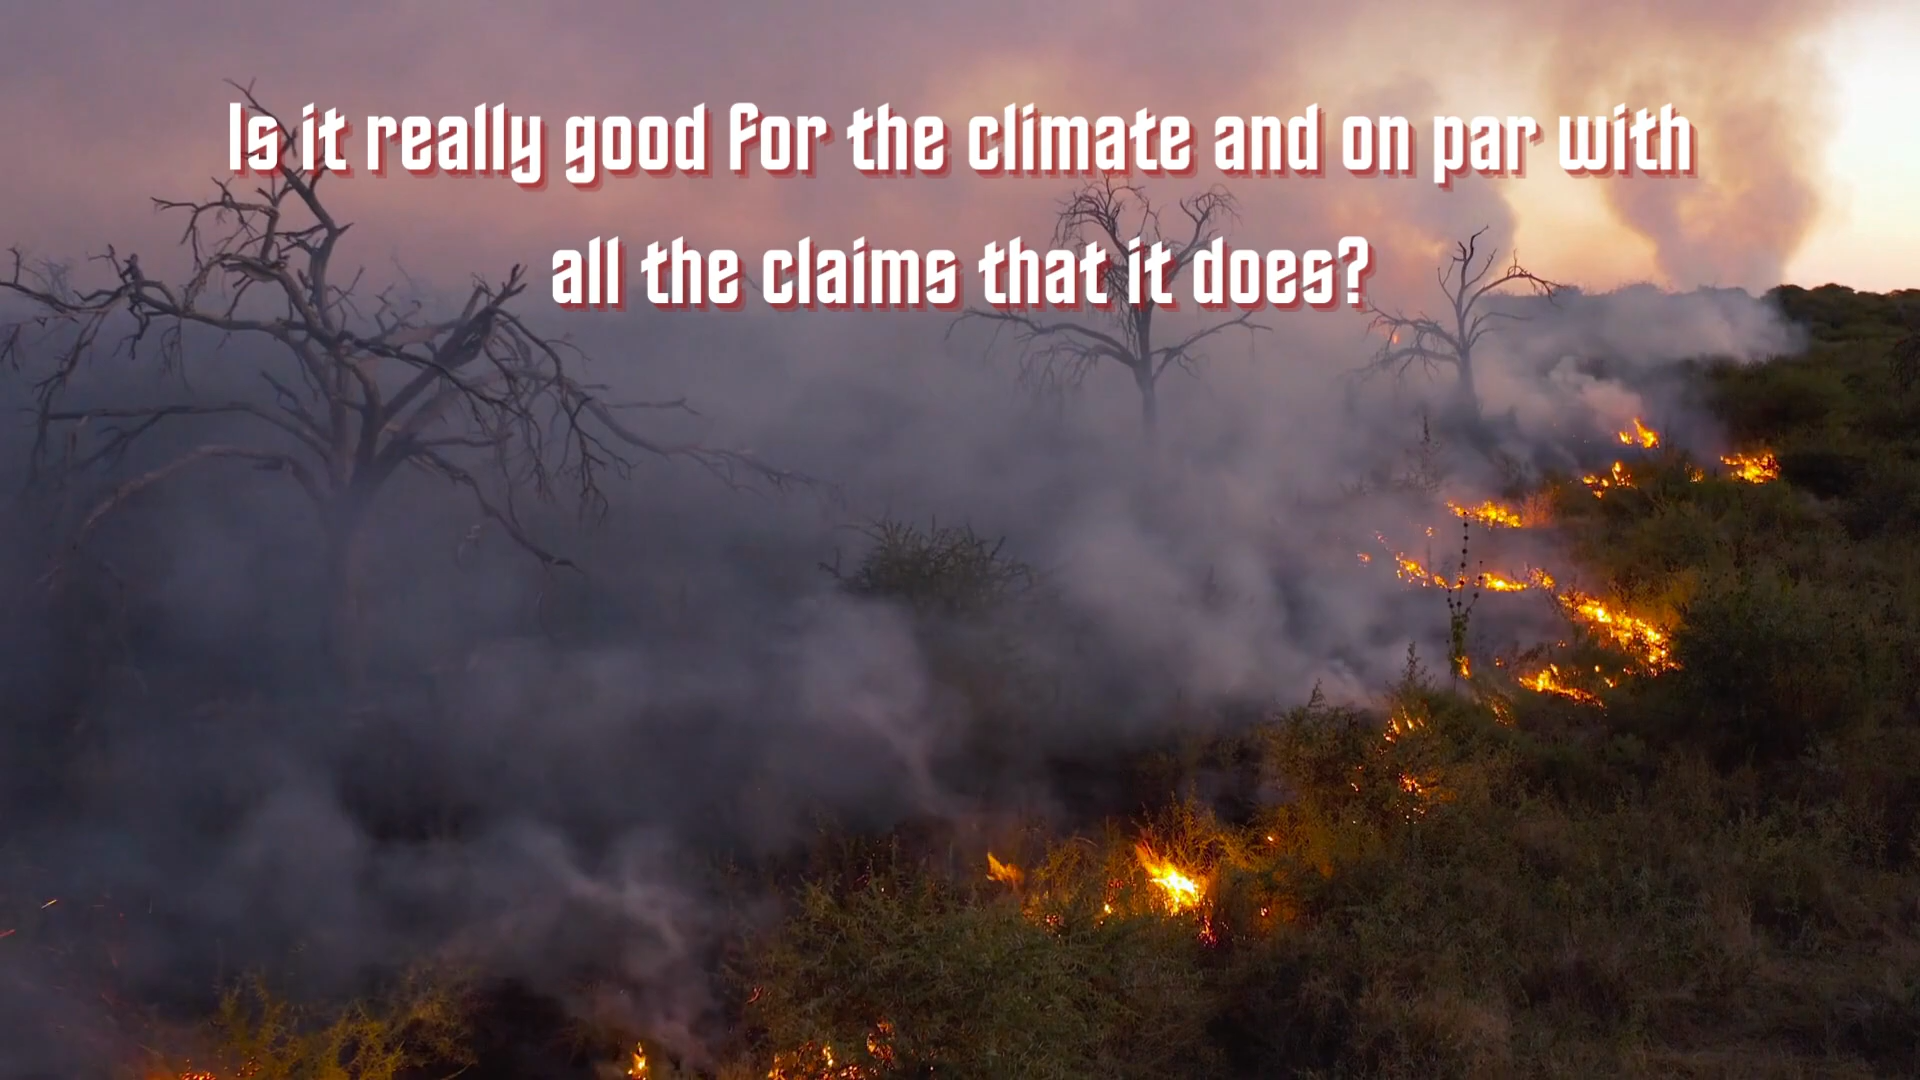 Is it really good for the climate and on par with
all the claims that it does?